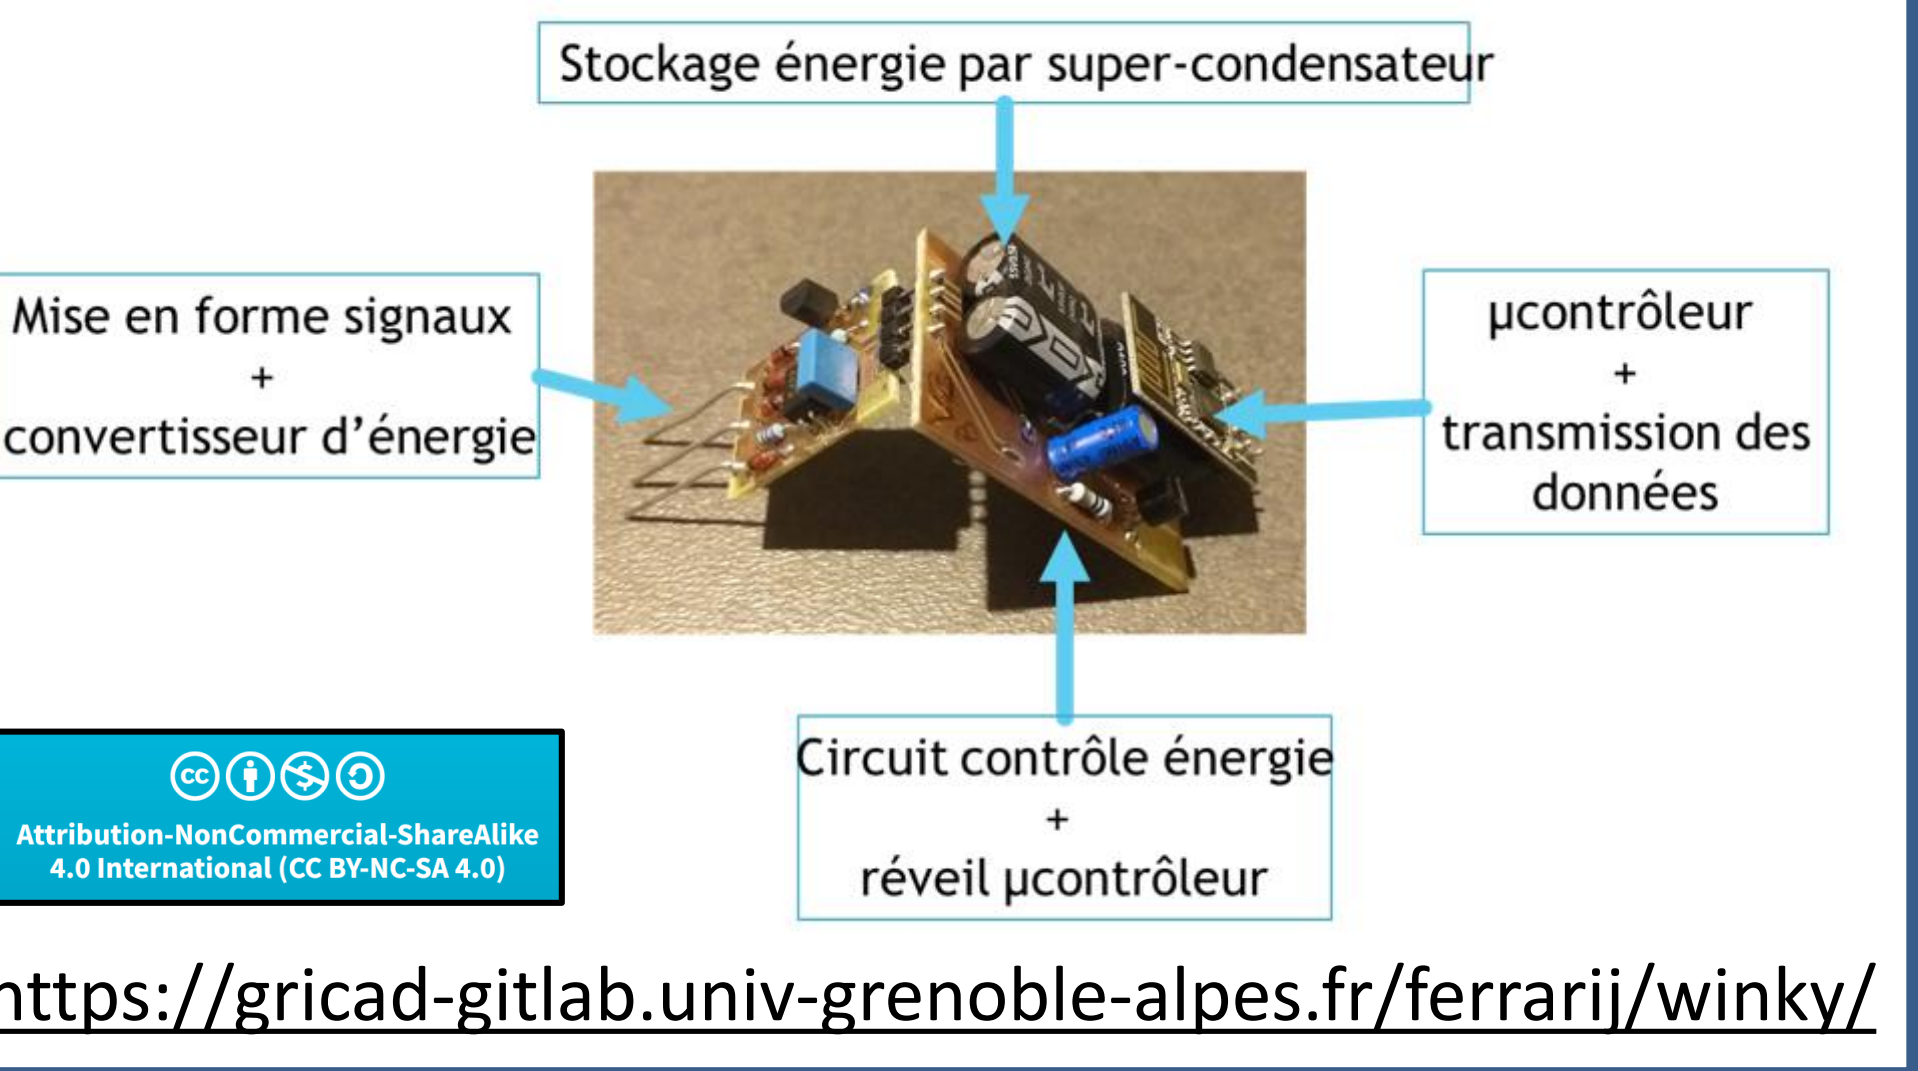 Stockage énergie par super-condensateur
Mise en forme signaux
+
convertisseur d'énergie
µcontrôleur
+
transmission des
données
Circuit contrôle énergie
+
réveil µcontrôleur
cc
Attribution-NonCommercial-ShareAlike
4.0 International (CC BY-NC-SA 4.0)
https://gricad-gitlab.univ-grenoble-alpes.fr/ferrarij/winky/